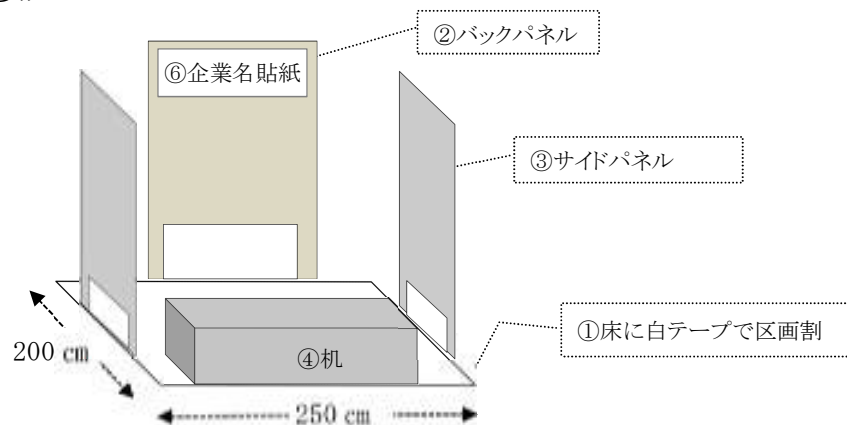 ②バックパネル
⑥企業名貼紙
③サイドパネル
①床に白テープで区画割
④机
200 cm
250 cm